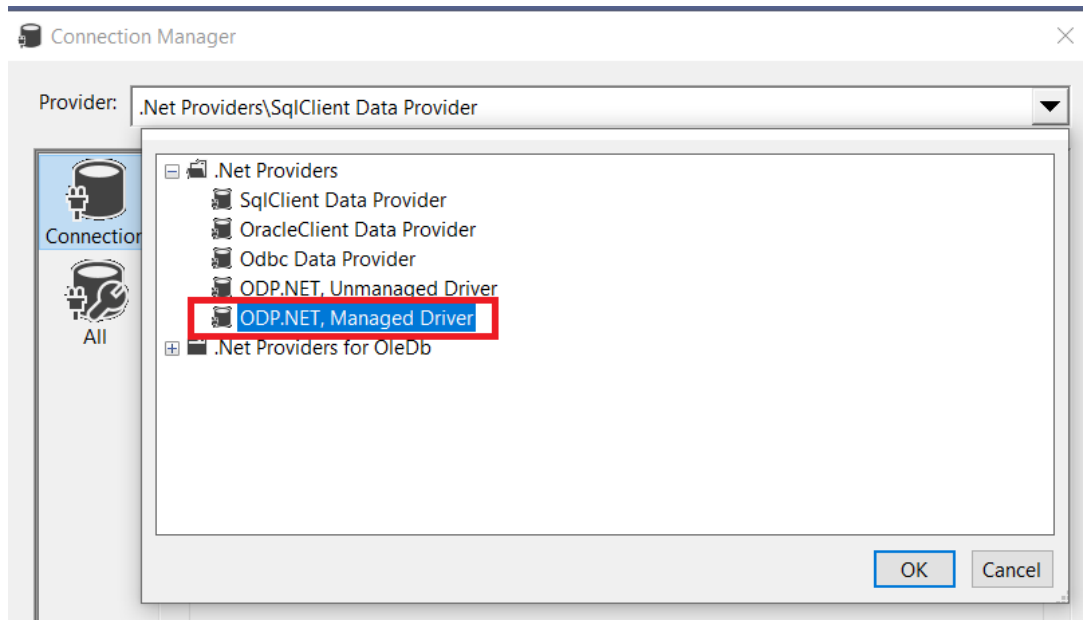 Connection Manager
Provider:
.Net Providers\SqlClient Data Provider
.Net Providers
SqlClient Data Provider
Connection
OracleClient Data Provider
Odbc Data Provider
ODP.NET, Unmanaged Driver
ODP.NET, Managed Driver
All
.Net Providers for OleDb
OK
Cancel